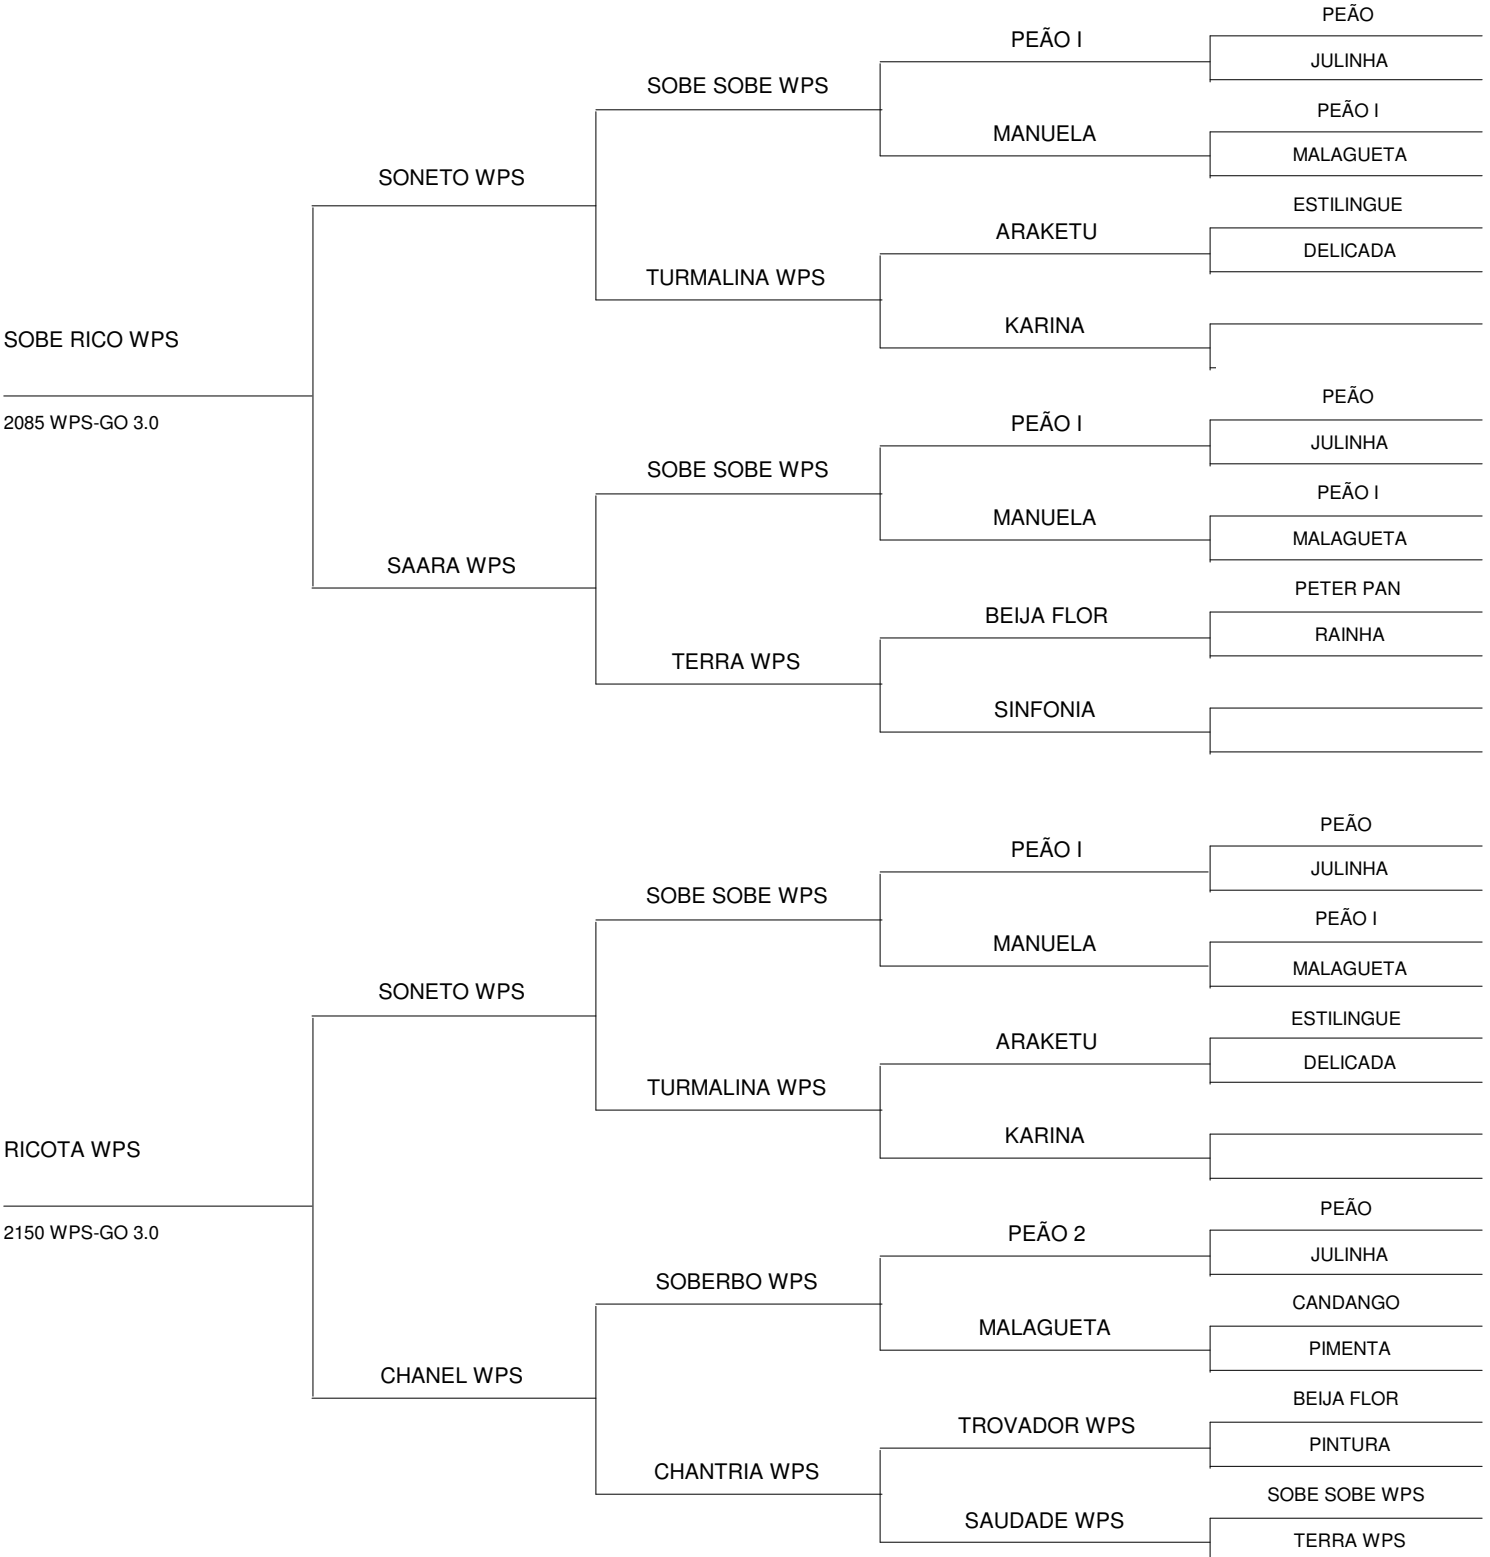 PEÃO
PEÃO I
JULINHA
SOBE SOBE WPS
PEÃO I
MANUELA
MALAGUETA
SONETO WPS
ESTILINGUE
ARAKETU
DELICADA
TURMALINA WPS
KARINA
SOBE RICO WPS
PEÃO
2085 WPS-GO 3.0
PEÃO I
JULINHA
SOBE SOBE WPS
PEÃO I
MANUELA
MALAGUETA
SAARA WPS
PETER PAN
BEIJA FLOR
RAINHA
TERRA WPS
SINFONIA
PEÃO
PEÃO I
JULINHA
SOBE SOBE WPS
PEÃO I
MANUELA
MALAGUETA
SONETO WPS
ESTILINGUE
ARAKETU
DELICADA
TURMALINA WPS
KARINA
RICOTA WPS
PEÃO
2150 WPS-GO 3.0
PEÃO 2
JULINHA
SOBERBO WPS
CANDANGO
MALAGUETA
PIMENTA
CHANEL WPS
BEIJA FLOR
TROVADOR WPS
PINTURA
CHANTRIA WPS
SOBE SOBE WPS
SAUDADE WPS
TERRA WPS